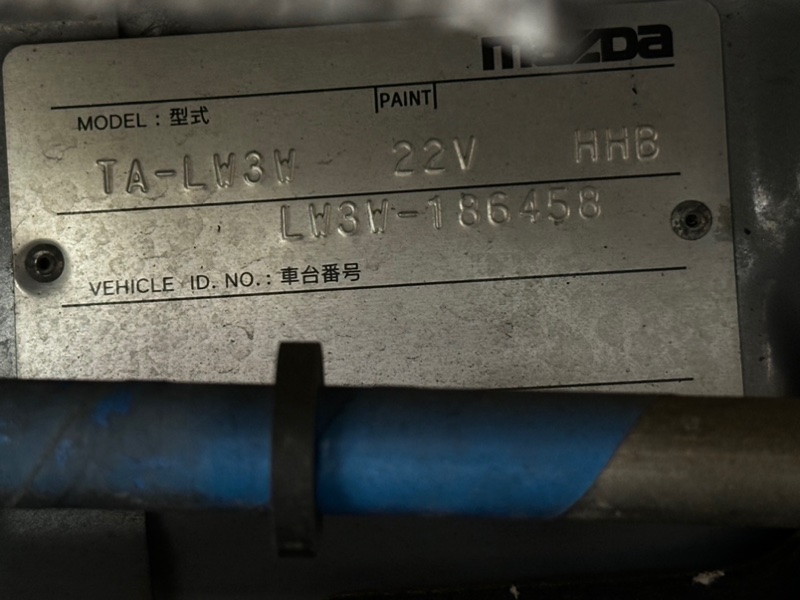 mazda
PAINT
MODEL : 型式
TA-LW3W 22V HHB
LW3W-186458
VEHICLE ID. NO. : 車台番号